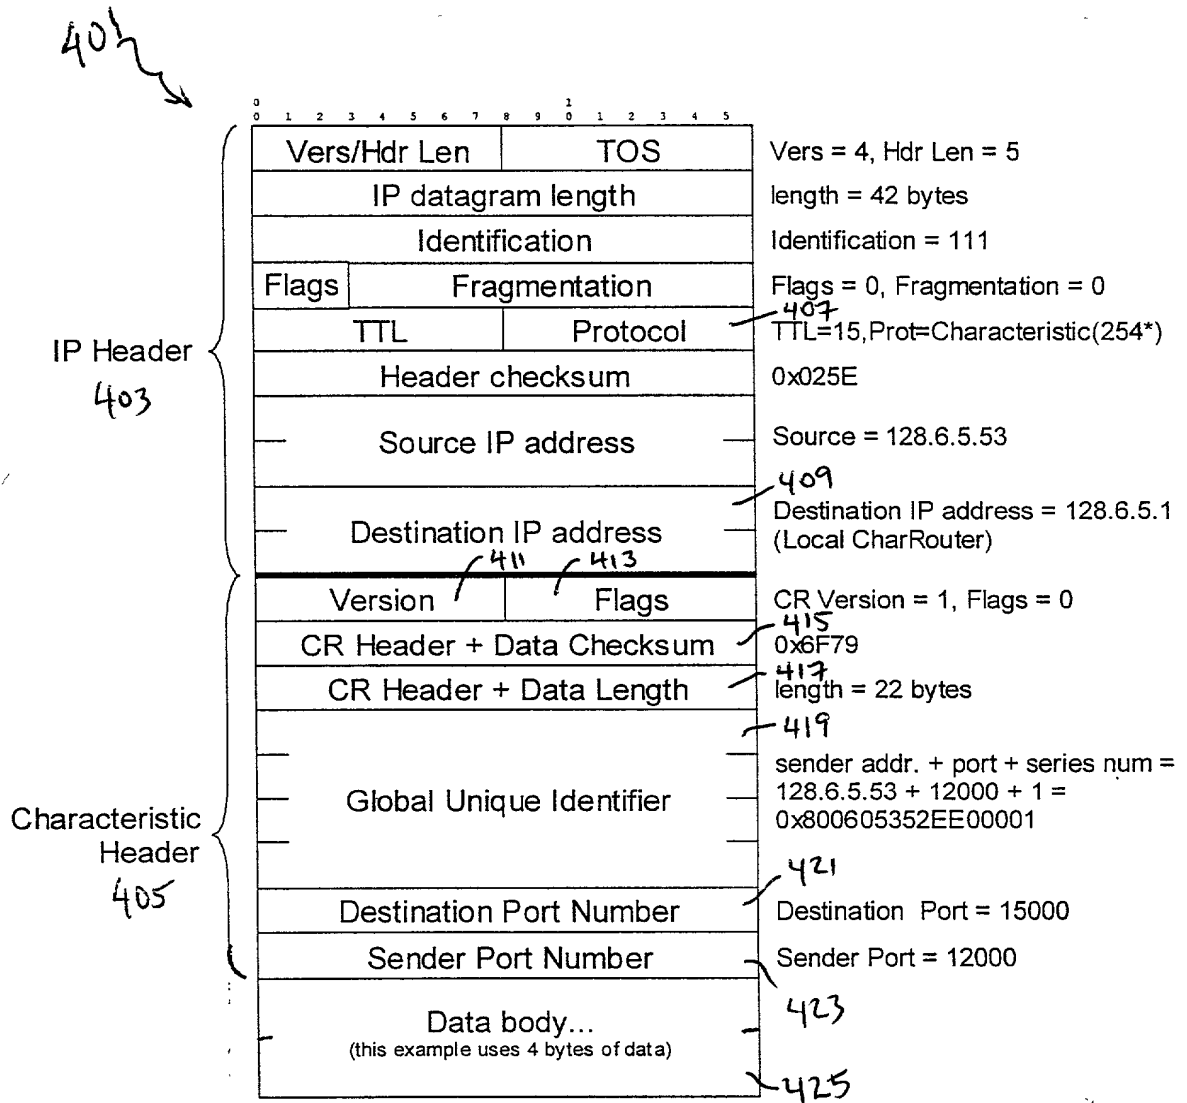 401
0 1
0 1 2 3 4 5 6 7 8 9 0 1 2 3 4 5
Vers/Hdr Len TOS Vers = 4, Hdr Len = 5
IP datagram length length = 42 bytes
Identification Identification = 111
Flags Fragmentation Flags = 0, Fragmentation = 0
407
TTL Protocol TTL=15,Prot=Characteristic(254*)
IP Header
403
Header checksum 0x025E
Source IP address Source = 128.6.5.53
409
Destination IP address Destination IP address = 128.6.5.1
(Local CharRouter)
411 413
Version Flags CR Version = 1, Flags = 0
415
CR Header + Data Checksum 0x6F79
417
CR Header + Data Length length = 22 bytes
419
Global Unique Identifier sender addr. + port + series num =
128.6.5.53 + 12000 + 1 =
0x800605352EE00001
Characteristic
Header
405
421
Destination Port Number Destination Port = 15000
Sender Port Number Sender Port = 12000
423
Data body...
(this example uses 4 bytes of data)
425